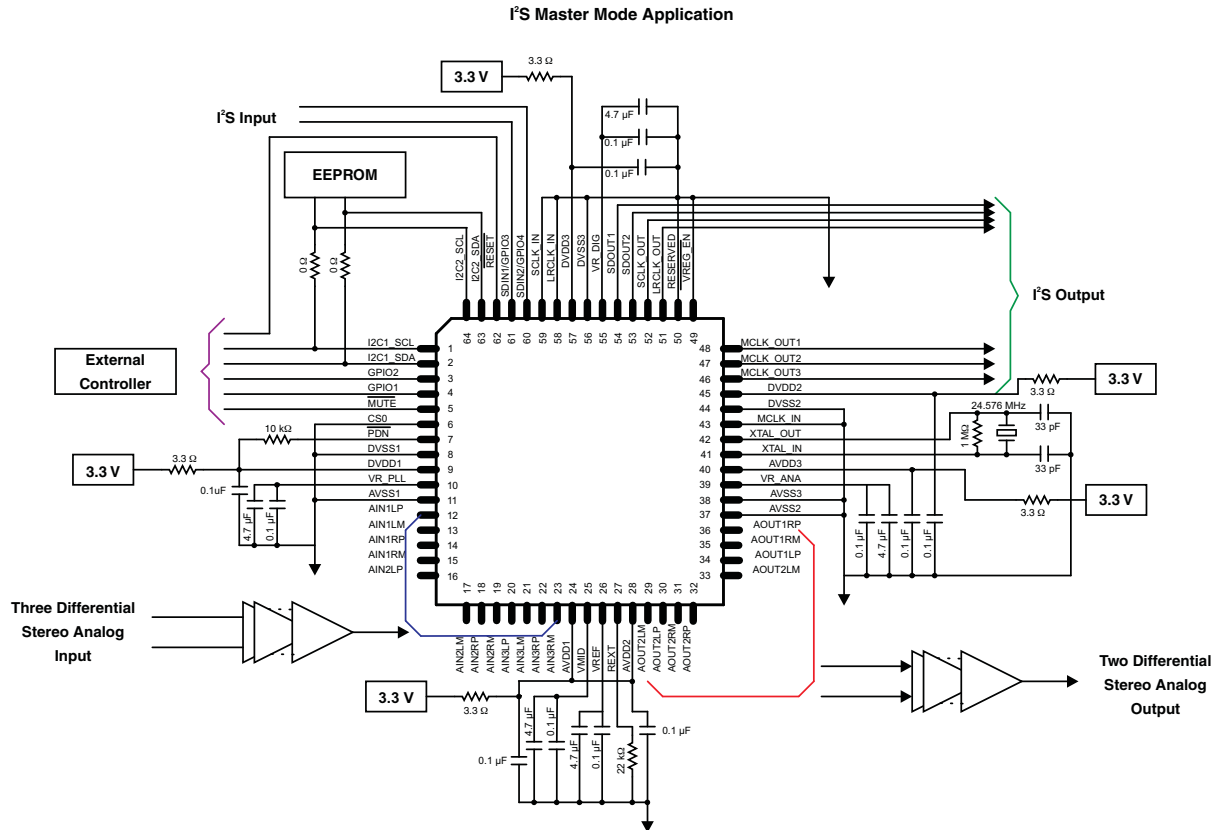 I²S Master Mode Application
3.3 Ω
3.3 V
4.7 µF
I²S Input
0.1 µF
0.1 µF
EEPROM
I2C2_SCL
I2C2_SDA
RESET
SDIN1/GPIO3
SDIN2/GPIO4
SCLK_IN
LRCLK_IN
DVDD3
DVSS3
VR_DIG
SDOUT1
SDOUT2
SCLK_OUT
LRCLK_OUT
RESERVED
VREG_EN
0 Ω
0 Ω
I²S Output
64
63
62
61
60
59
58
57
56
55
54
53
52
51
50
49
External
Controller
I2C1_SCL
I2C1_SDA
GPIO2
GPIO1
MUTE
CS0
PDN
DVSS1
DVDD1
VR_PLL
AVSS1
AIN1LP
AIN1LM
AIN1RP
AIN1RM
AIN2LP
1
2
3
4
5
6
7
8
9
10
11
12
13
14
15
16
48
47
46
45
44
43
42
41
40
39
38
37
36
35
34
33
MCLK_OUT1
MCLK_OUT2
MCLK_OUT3
DVDD2
DVSS2
MCLK_IN
XTAL_OUT
XTAL_IN
AVDD3
VR_ANA
AVSS3
AVSS2
AOUT1RP
AOUT1RM
AOUT1LP
AOUT2LM
3.3 Ω
3.3 V
24.576 MHz
1 MΩ
33 pF
33 pF
3.3 Ω
3.3 V
0.1 µF
4.7 µF
0.1 µF
0.1 µF
10 kΩ
3.3 V
3.3 Ω
0.1uF
4.7 µF
0.1 µF
17
18
19
20
21
22
23
24
25
26
27
28
29
30
31
32
AIN2LM
AIN2RP
AIN2RM
AIN3LP
AIN3LM
AIN3RP
AIN3RM
AVDD1
VMID
VREF
REXT
AVDD2
AOUT2LM
AOUT2LP
AOUT2RM
AOUT2RP
Three Differential
Stereo Analog
Input
3.3 V
3.3 Ω
0.1 µF
4.7 µF
0.1 µF
4.7 µF
0.1 µF
22 kΩ
0.1 µF
Two Differential
Stereo Analog
Output